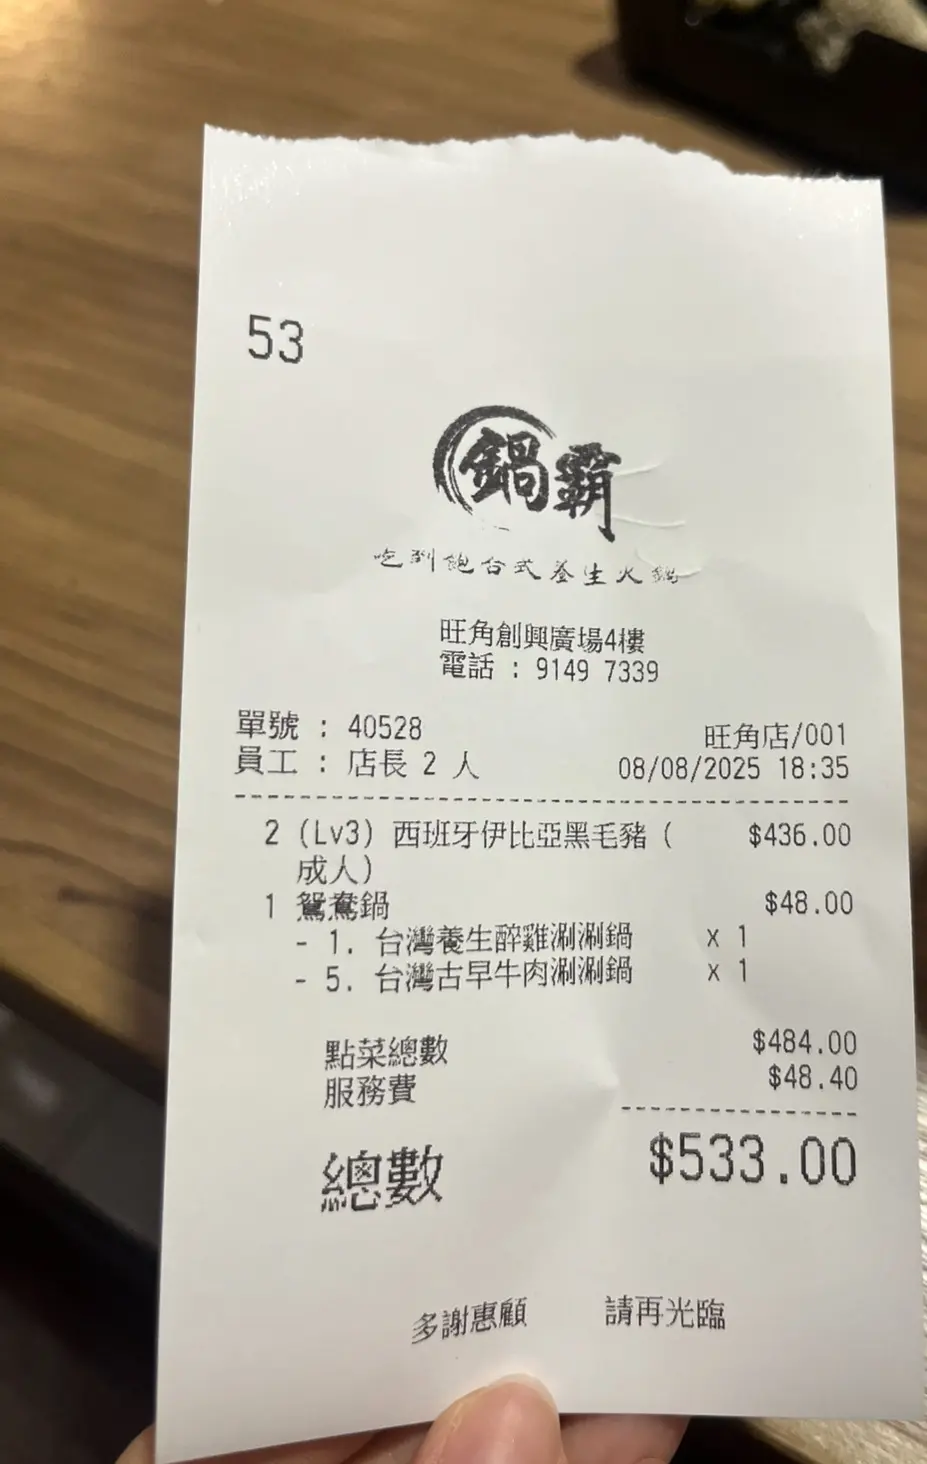 53
鍋霸
吃到飽台式養生火鍋
旺角創興廣場4樓
電話 : 9149 7339
單號 : 40528 旺角店/001
員工 : 店長 2 人 08/08/2025 18:35
2 (Lv3) 西班牙伊比亞黑毛豬 ( $436.00
成人)
1 鴛鴦鍋 $48.00
- 1. 台灣養生醉雞涮涮鍋 x 1
- 5. 台灣古早牛肉涮涮鍋 x 1
點菜總數 $484.00
服務費 $48.40
總數 $533.00
多謝惠顧 請再光臨